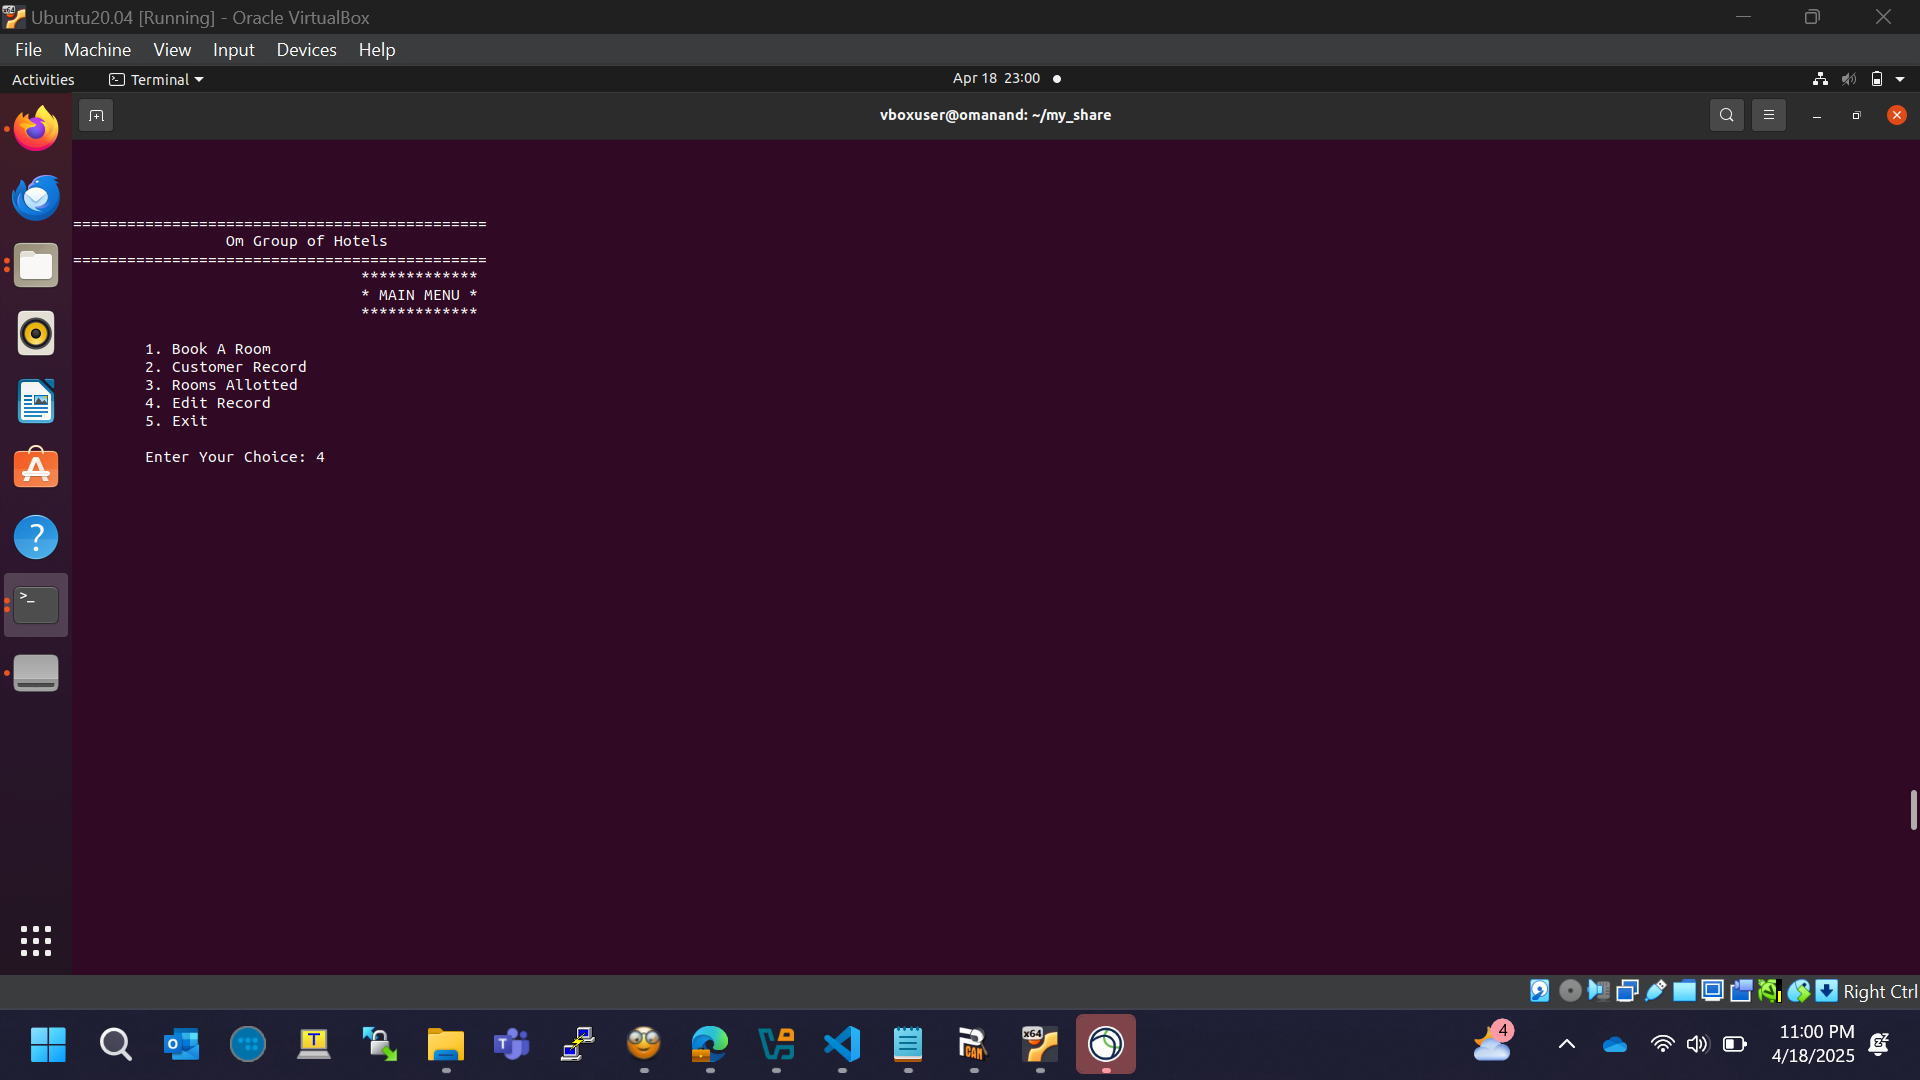 Ubuntu20.04 [Running] - Oracle VirtualBox
File Machine View Input Devices Help
Activities Terminal Apr 18 23:00
vboxuser@omanand: ~/my_share
==============================================
Om Group of Hotels
==============================================
*************
* MAIN MENU *
*************
1. Book A Room
2. Customer Record
3. Rooms Allotted
4. Edit Record
5. Exit
Enter Your Choice: 4
Right Ctrl
4
11:00 PM
4/18/2025